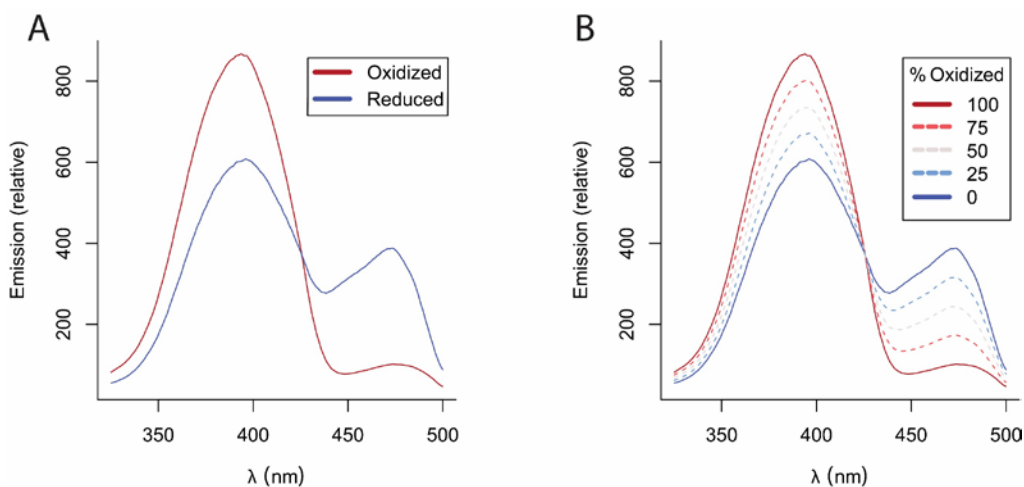 A
Emission (relative)
800
600
400
200
350
400
450
500
λ (nm)
Oxidized
Reduced
B
Emission (relative)
800
600
400
200
350
400
450
500
λ (nm)
% Oxidized
100
75
50
25
0